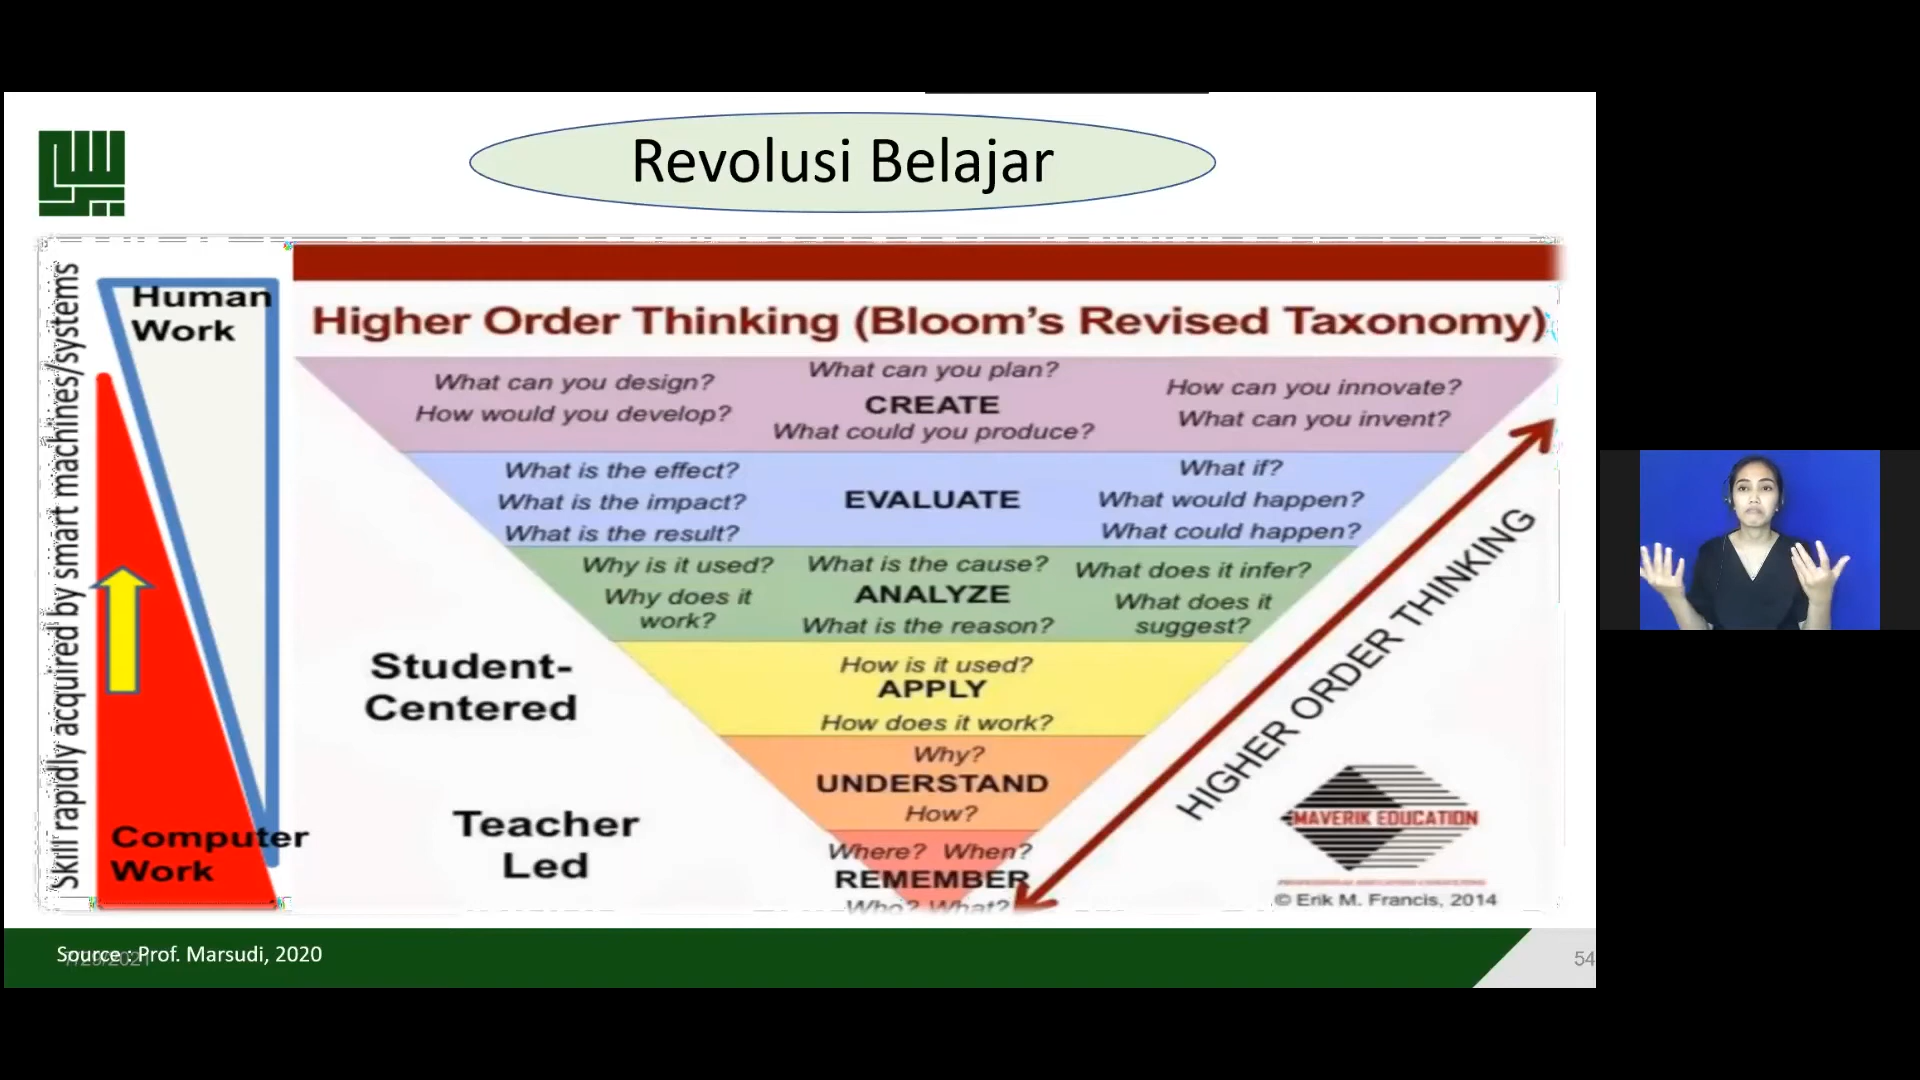 Revolusi Belajar
Skill rapidly acquired by smart machines/systems
Human
Work
Computer
Work
Higher Order Thinking (Bloom's Revised Taxonomy)
What can you design?
How would you develop?
What can you plan?
CREATE
What could you produce?
How can you innovate?
What can you invent?
What is the effect?
What is the impact?
What is the result?
EVALUATE
What if?
What would happen?
What could happen?
Why is it used?
Why does it
work?
What is the cause?
ANALYZE
What is the reason?
What does it infer?
What does it
suggest?
How is it used?
APPLY
How does it work?
Why?
UNDERSTAND
How?
Where? When?
REMEMBER
Who? What?
Student-
Centered
Teacher
Led
HIGHER ORDER THINKING
MAVERIK EDUCATION
© Erik M. Francis, 2014
Source : Prof. Marsudi, 2020
54